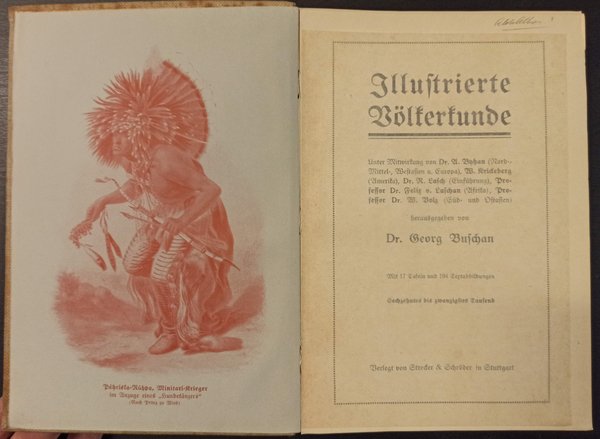 Pähriska-Rúhpa, Minitari-Krieger
im Anzuge eines „Hundetänzers“
(Nach Prinz zu Wied)
Illustrierte
Völkerkunde
Unter Mitwirkung von Dr. A. Byhan (Nord-,
Mittel-, Westasien u. Europa), W. Krickeberg
(Amerika), Dr. R. Lasch (Einführung), Pro-
fessor Dr. Felix v. Luschan (Afrika), Pro-
fessor Dr. W. Volz (Süd- und Ostasien)
herausgegeben von
Dr. Georg Buschan
Mit 17 Tafeln und 194 Textabbildungen
Sechzehntes bis zwanzigstes Tausend
Verlegt von Strecker & Schröder in Stuttgart